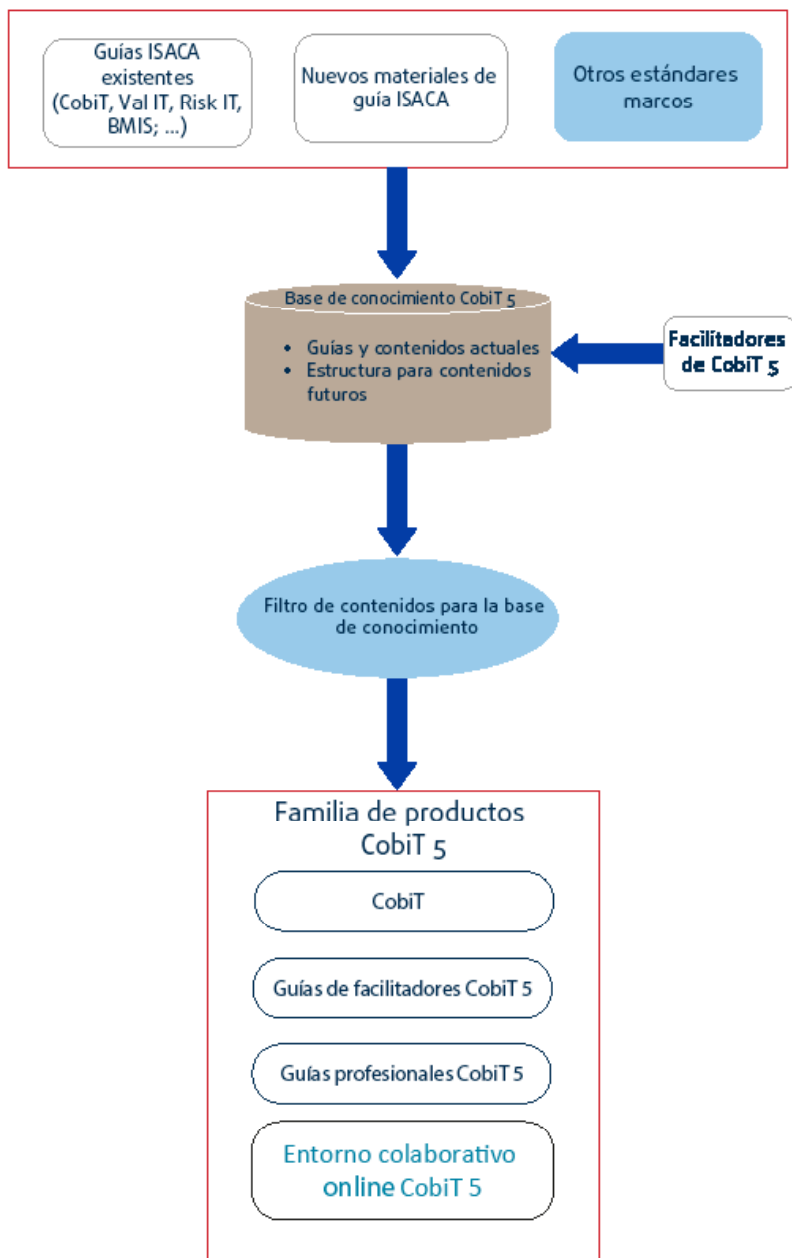 Guías ISACA
existentes
(CobiT, Val IT, Risk IT,
BMIS; ...)
Nuevos materiales de
guía ISACA
Otros estándares
marcos
Base de conocimiento CobiT 5
• Guías y contenidos actuales
• Estructura para contenidos
futuros
Facilitadores
de CobiT 5
Filtro de contenidos para la base
de conocimiento
Familia de productos
CobiT 5
CobiT
Guías de facilitadores CobiT 5
Guías profesionales CobiT 5
Entorno colaborativo
online CobiT 5